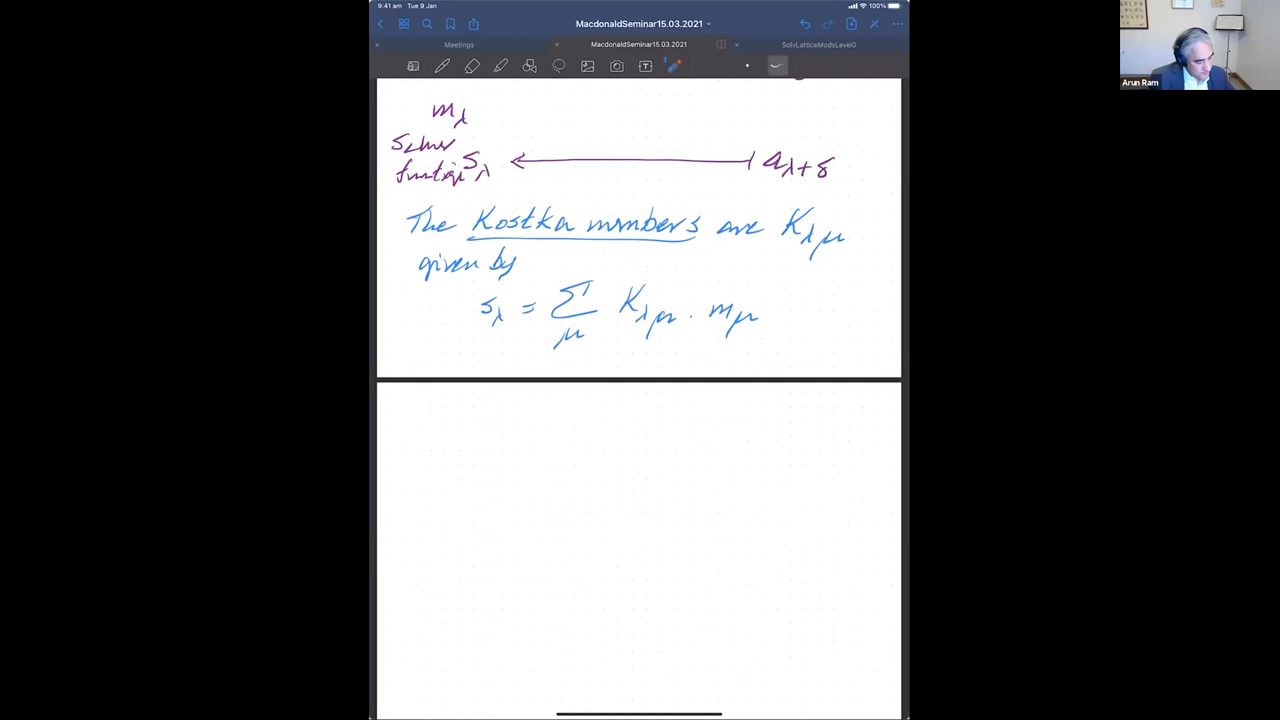 9:41 am Tue 9 Jan
100%
MacdonaldSeminar15.03.2021
Meetings
MacdonaldSeminar15.03.2021
SolvLatticeModsLevel0
Arun Ram
m_λ
Schur
functions s_λ ⟵| a_{λ+δ}
The Kostka numbers are K_{λμ}
given by
s_λ = Σ_μ K_{λμ} · m_μ